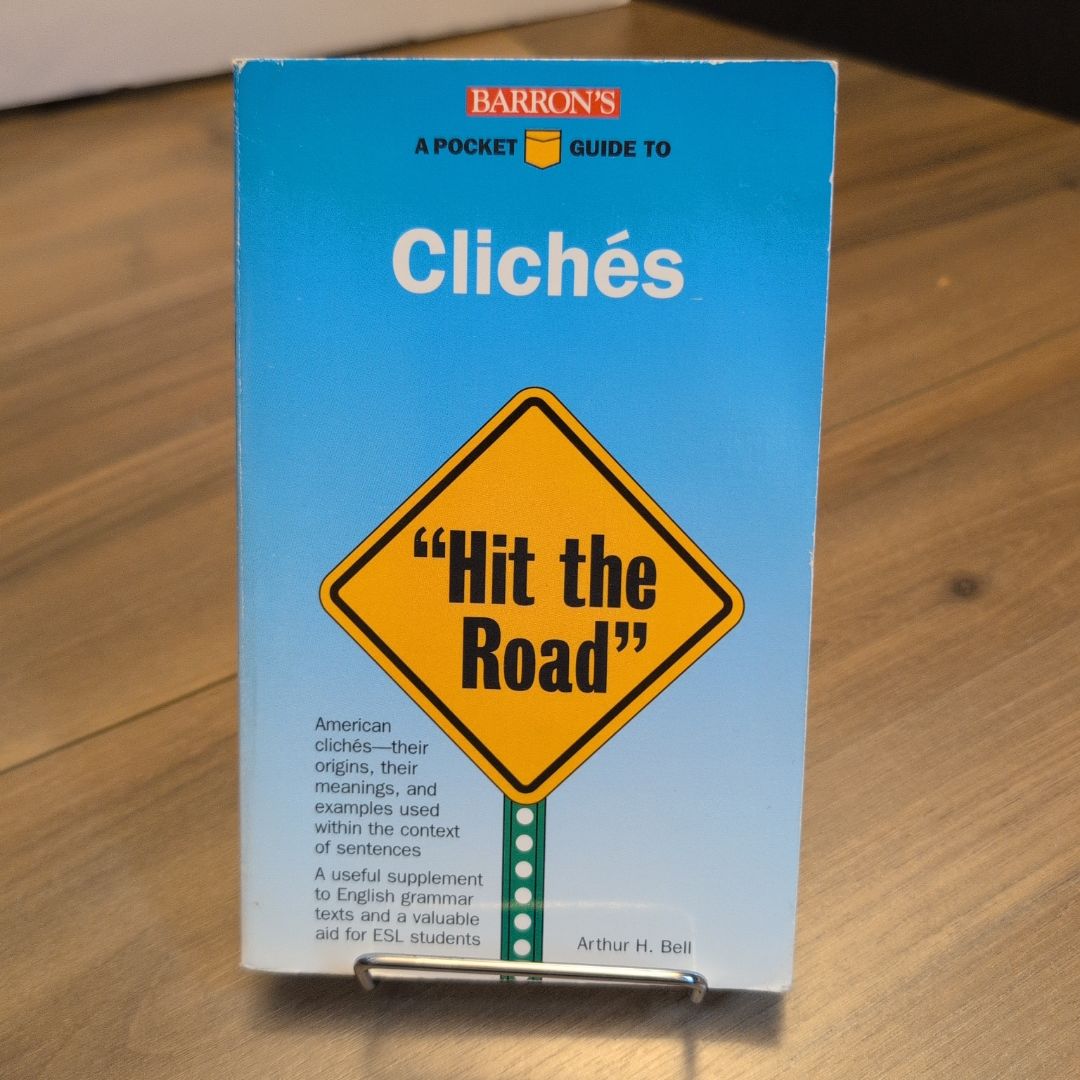 BARRON'S
A POCKET GUIDE TO
Clichés
“Hit the
Road”
American
clichés—their
origins, their
meanings, and
examples used
within the context
of sentences
A useful supplement
to English grammar
texts and a valuable
aid for ESL students
Arthur H. Bell